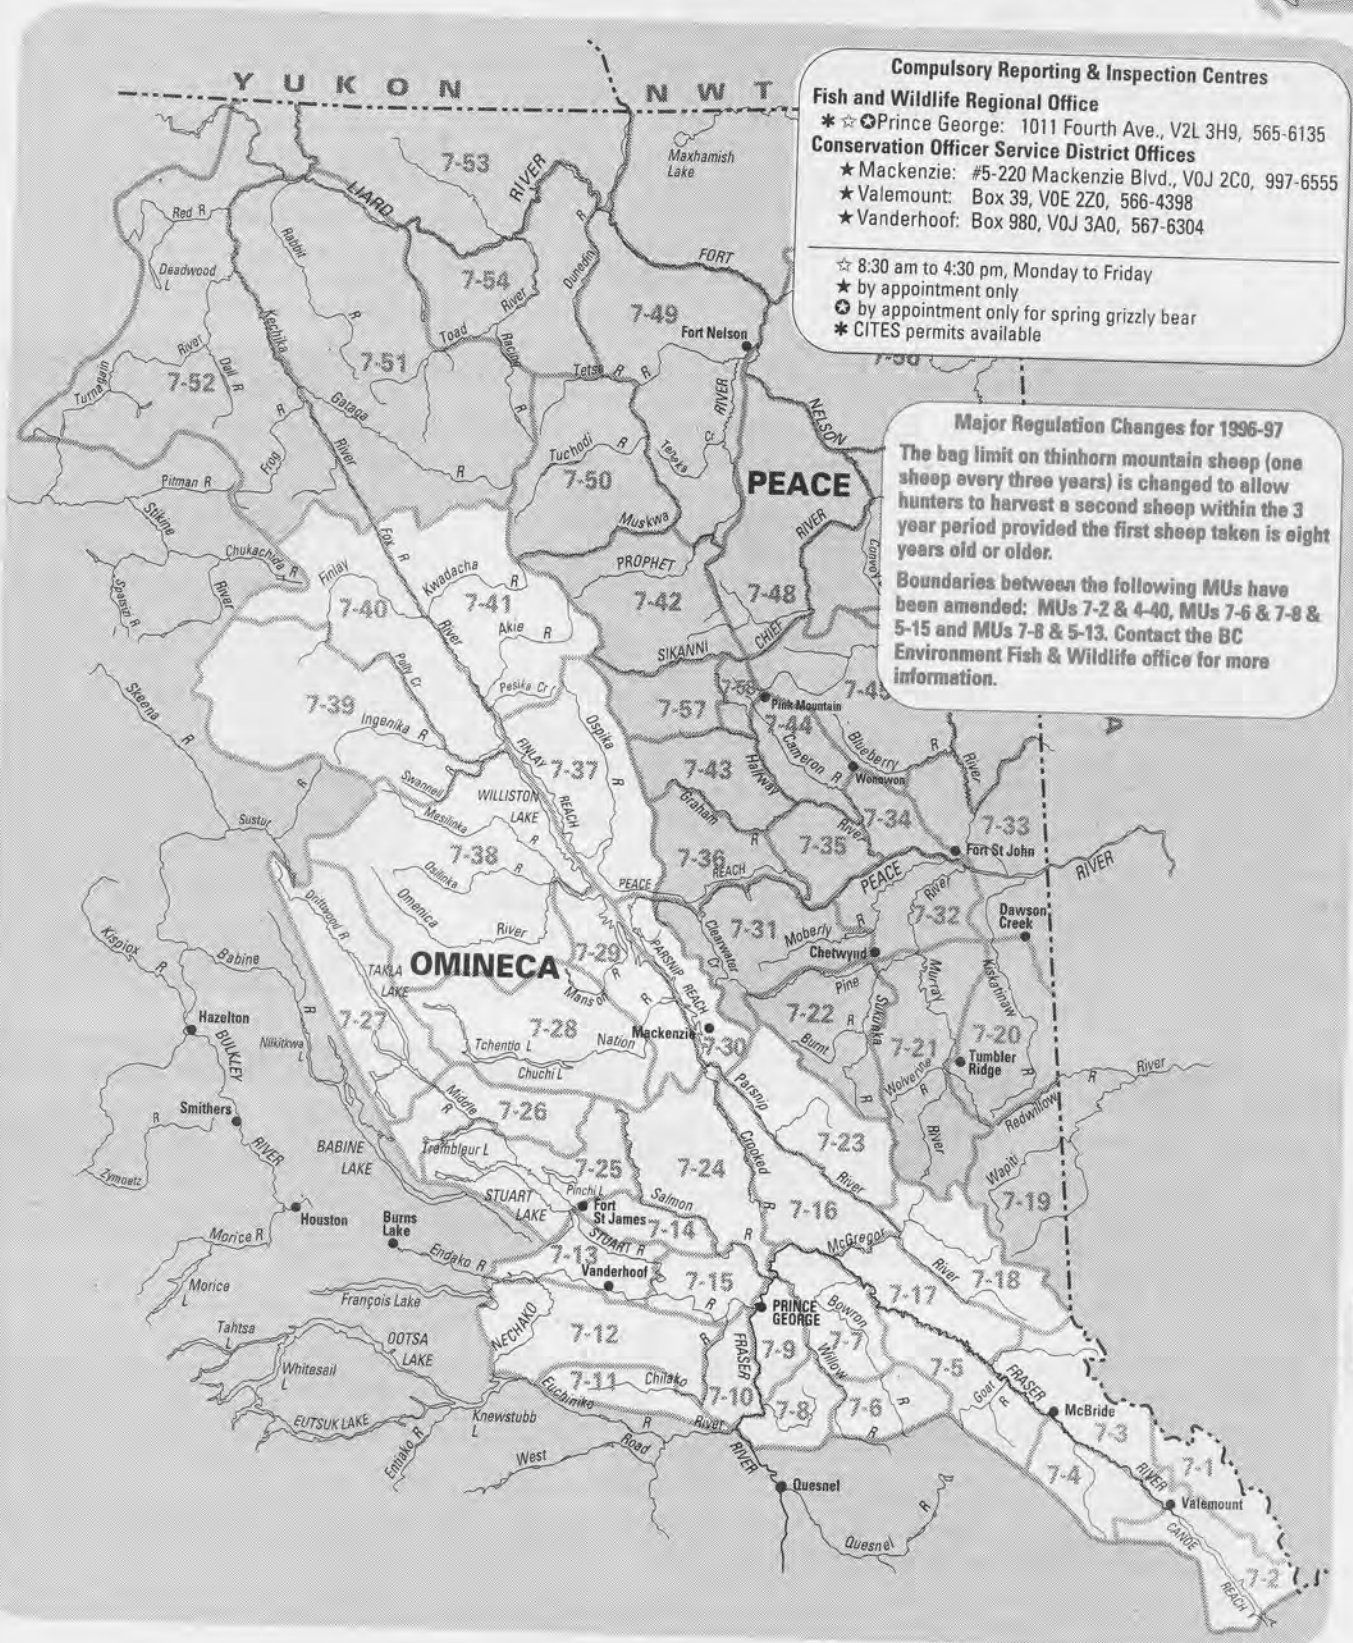 YUKON
NWT
Compulsory Reporting & Inspection Centres
Fish and Wildlife Regional Office
✱ ☆ ✪Prince George: 1011 Fourth Ave., V2L 3H9, 565-6135
Conservation Officer Service District Offices
★ Mackenzie: #5-220 Mackenzie Blvd., V0J 2C0, 997-6555
★ Valemount: Box 39, V0E 2Z0, 566-4398
★ Vanderhoof: Box 980, V0J 3A0, 567-6304
☆ 8:30 am to 4:30 pm, Monday to Friday
★ by appointment only
✪ by appointment only for spring grizzly bear
✱ CITES permits available
Major Regulation Changes for 1996-97
The bag limit on thinhorn mountain sheep (one
sheep every three years) is changed to allow
hunters to harvest a second sheep within the 3
year period provided the first sheep taken is eight
years old or older.
Boundaries between the following MUs have
been amended: MUs 7-2 & 4-40, MUs 7-6 & 7-8 &
5-15 and MUs 7-8 & 5-13. Contact the BC
Environment Fish & Wildlife office for more
information.
7-53
Maxhamish
Lake
LIARD
RIVER
Red R
Rabbit
R
Deadwood
L
7-54
Dunedin
R
FORT
7-49
Fort Nelson
Kechika
River
Toad
River
Racing
R
7-51
7-52
River
Dall R
Turnagain
Tetsa R
R
Gataga
R
Frog
R
River
RIVER
NELSON
Tuchodi
R
Teteka
Cr
7-50
PEACE
Pitman R
Stikine
River
Muskwa
RIVER
Fox R
Chukachida R
Finlay
Kwadacha
R
PROPHET
Conroy
Spatsizi R
7-40
7-41
7-42
7-48
Akie R
River
SIKANNI
CHIEF
Polly Cr
Pesika Cr
Skeena
R
7-39
Ingenika R
7-57
7-58
Pink Mountain
7-45
7-44
Ospika
R
FINLAY
REACH
7-37
7-43
Cameron R
Blueberry
R
Wonowon
River
Halfway
River
Swannell
WILLISTON
LAKE
Mesilinka
R
Graham
R
7-34
7-33
Sustut
R
7-38
7-35
7-36
Fort St John
Osilinka
R
REACH
PEACE
PEACE
RIVER
Driftwood R
Omenica
River
7-31
Moberly
R
River
7-32
Dawson
Creek
Clearwater
Cr
Chetwynd
Kispiox
R
Babine
R
TAKLA
LAKE
OMINECA
7-29
PARSNIP
REACH
Manson
R
Pine
R
Murray
Kiskatinaw
7-22
Hazelton
7-27
7-28
Nation
R
Mackenzie
7-30
Burnt
Sukunka
R
7-21
7-20
R
Nilkitkwa
L
BULKLEY
RIVER
Tchentlo L
Chuchi L
Parsnip
River
Tumbler
Ridge
Wolverine
R
River
R
River
Redwillow
Smithers
R
Middle
R
7-26
7-23
BABINE
LAKE
Trembleur L
Crooked
R
Wapiti
7-25
7-24
7-19
Zymoetz
STUART
LAKE
Pinchi L
Salmon
R
Houston
Burns
Lake
Fort
St James
7-14
7-16
Morice R
Endako R
STUART R
7-13
McGregor
River
7-18
Vanderhoof
7-15
R
7-17
Morice
L
François Lake
PRINCE
GEORGE
Bowron
R
NECHAKO
7-12
R
Tahtsa
L
OOTSA
LAKE
FRASER
7-9
7-7
Willow
R
7-5
Whitesail
L
7-11
Chilako
7-10
Goat
R
FRASER
RIVER
Euchiniko
R
River
7-8
7-6
McBride
EUTSUK LAKE
Knewstubb
L
7-3
Entiako R
West
Road
RIVER
7-1
7-4
Quesnel
Valemount
Quesnel
R
CANOE
REACH
7-2